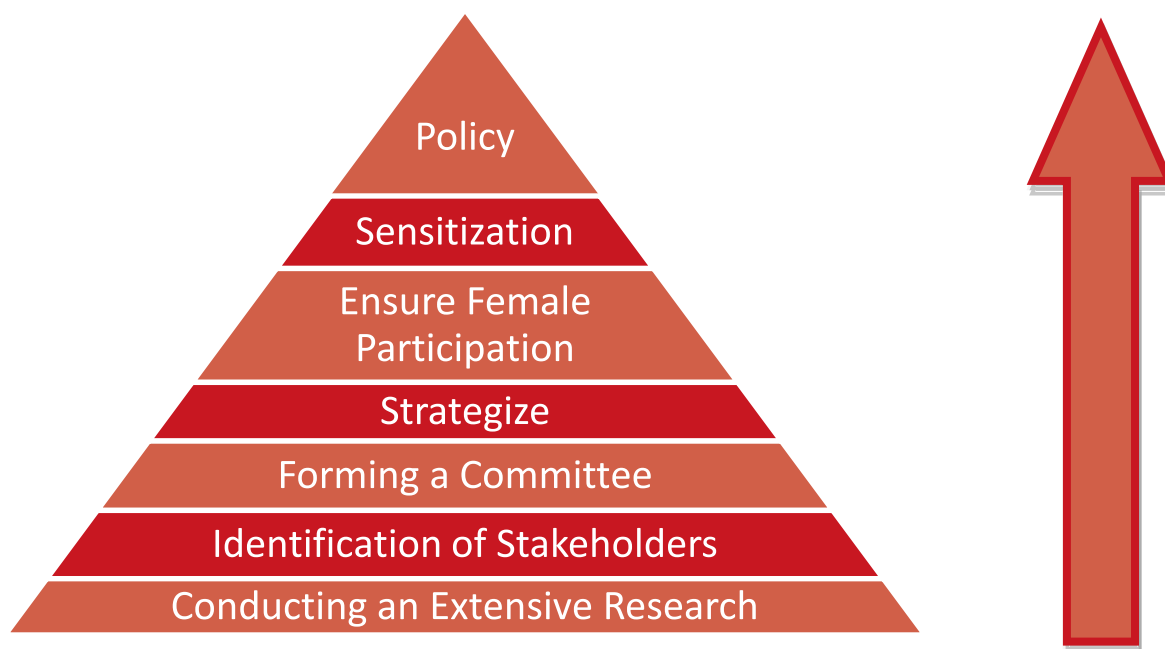 Policy
Sensitization
Ensure Female
Participation
Strategize
Forming a Committee
Identification of Stakeholders
Conducting an Extensive Research